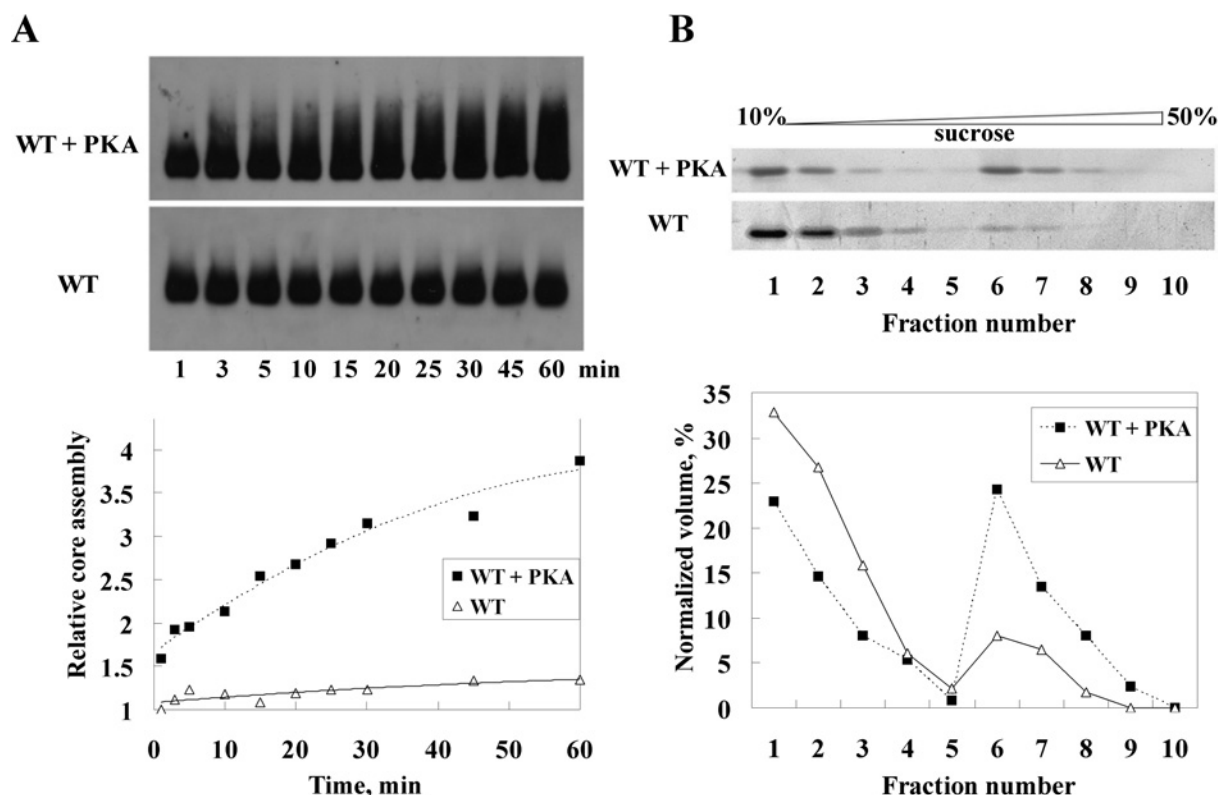 A
WT + PKA
WT
1 3 5 10 15 20 25 30 45 60 min
Relative core assembly
4
3.5
3
2.5
2
1.5
1
WT + PKA
WT
0 10 20 30 40 50 60
Time, min
B
10% 50%
sucrose
WT + PKA
WT
1 2 3 4 5 6 7 8 9 10
Fraction number
Normalized volume, %
35
30
25
20
15
10
5
0
WT + PKA
WT
1 2 3 4 5 6 7 8 9 10
Fraction number